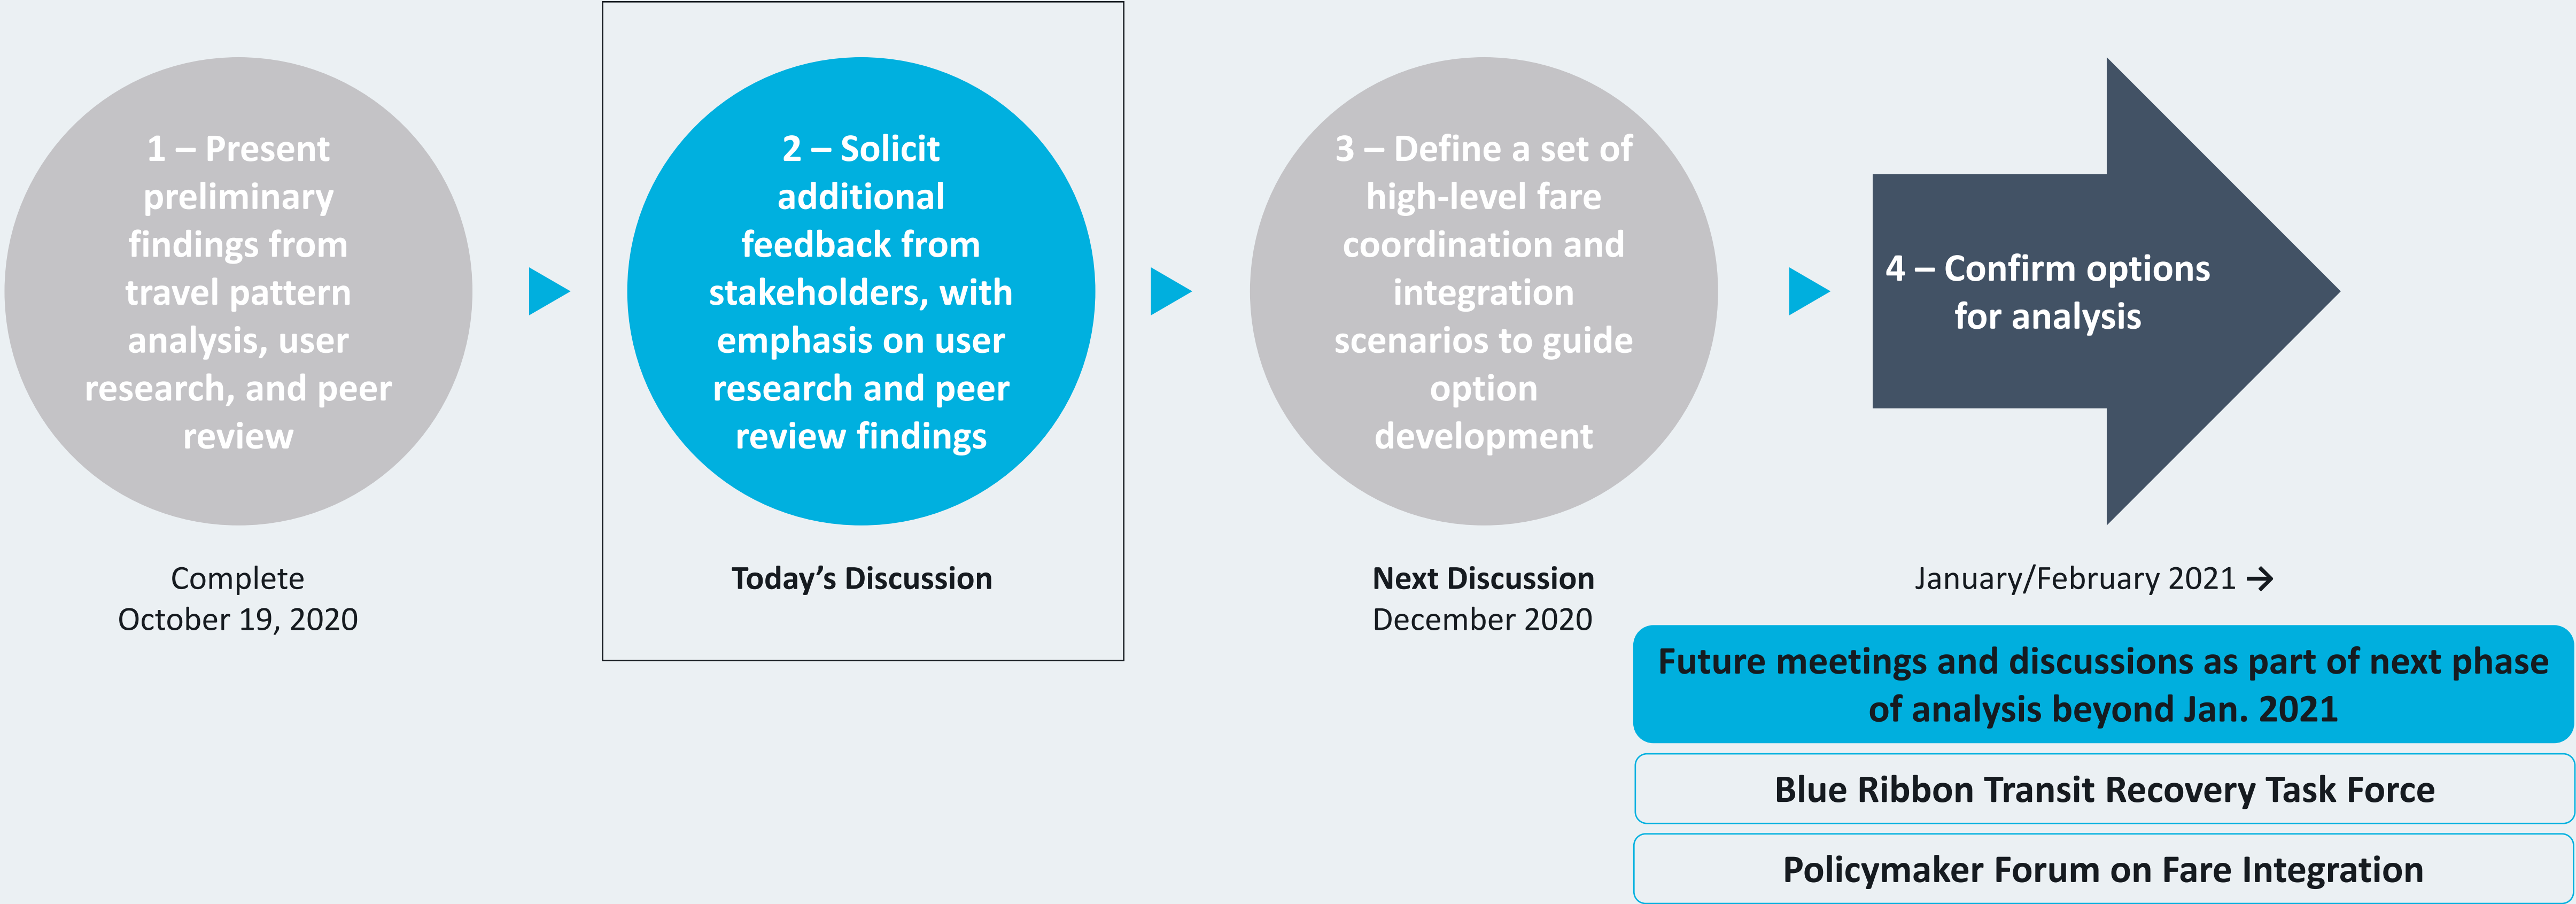 1 – Present
preliminary
findings from
travel pattern
analysis, user
research, and peer
review
Complete
October 19, 2020
2 – Solicit
additional
feedback from
stakeholders, with
emphasis on user
research and peer
review findings
Today’s Discussion
3 – Define a set of
high-level fare
coordination and
integration
scenarios to guide
option
development
Next Discussion
December 2020
4 – Confirm options
for analysis
January/February 2021 →
Future meetings and discussions as part of next phase
of analysis beyond Jan. 2021
Blue Ribbon Transit Recovery Task Force
Policymaker Forum on Fare Integration